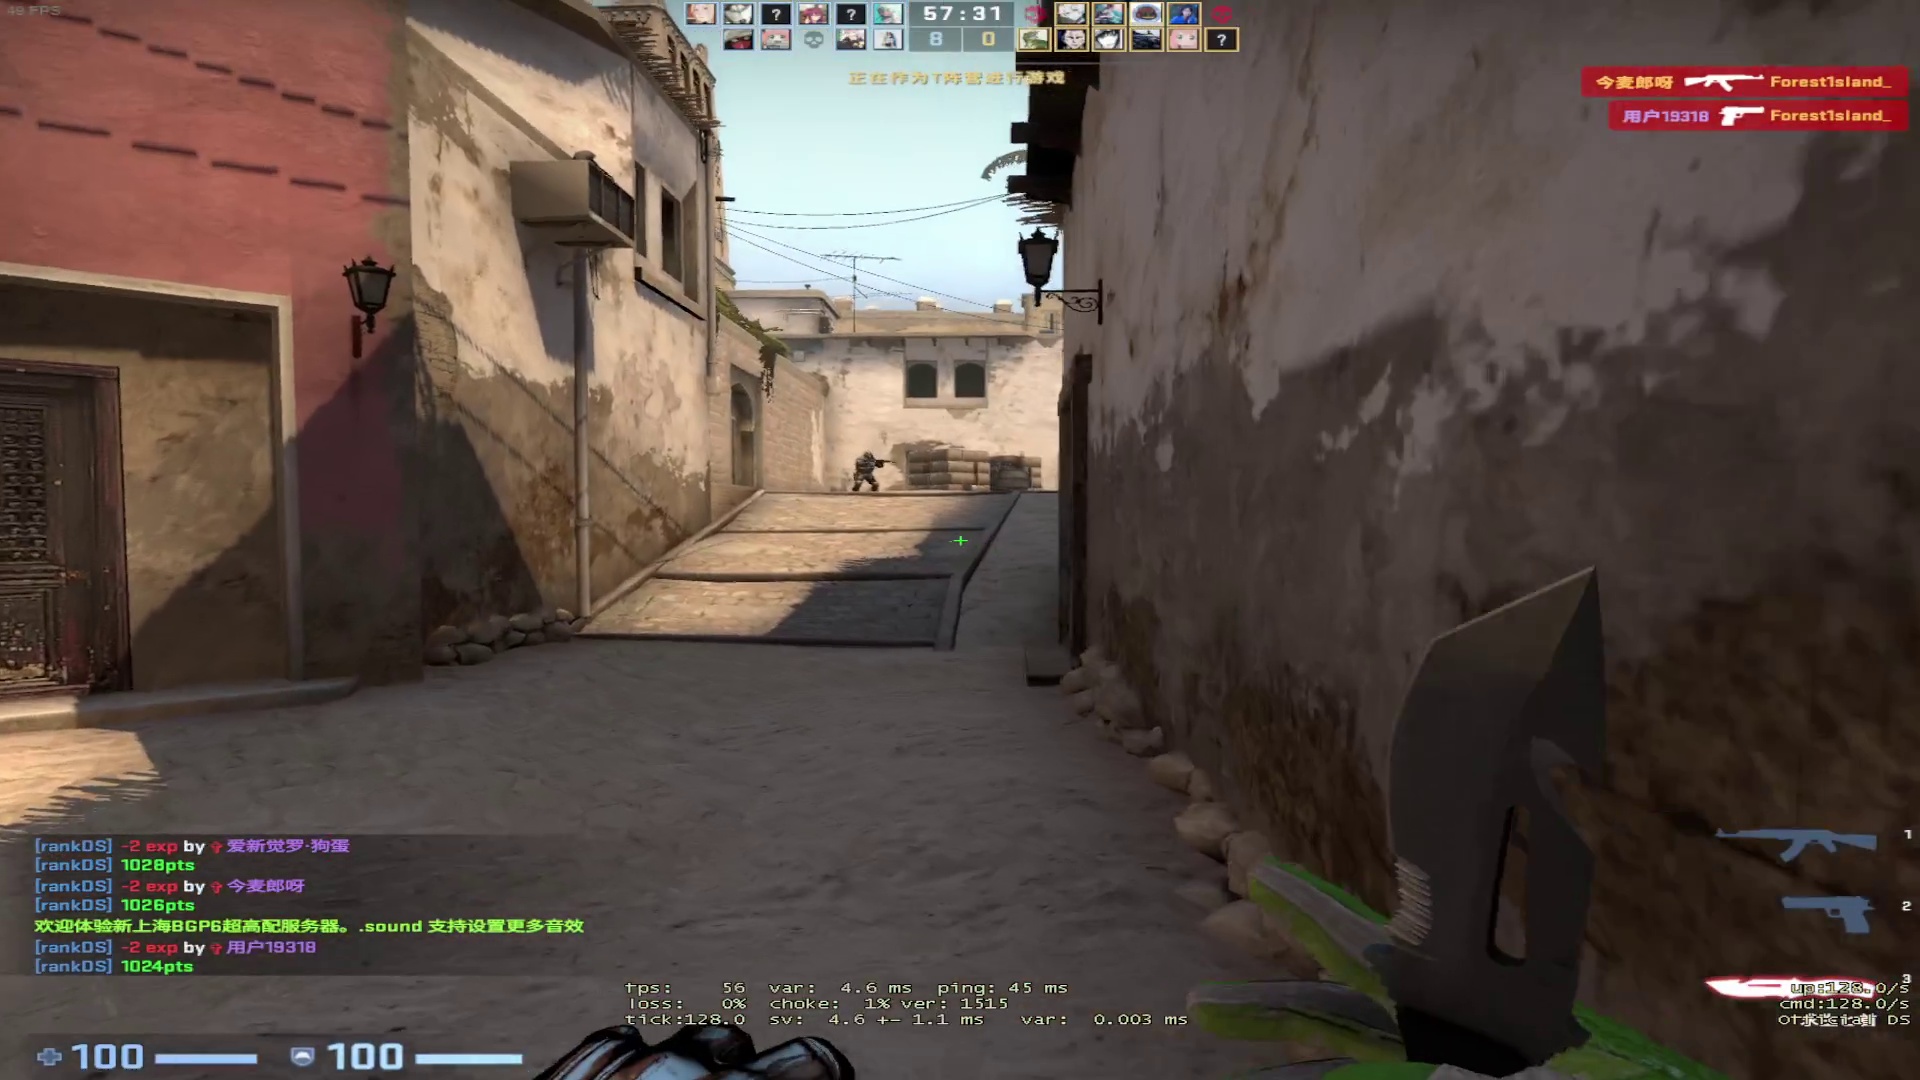 49 FPS
? ? 57:31
8 0 ?
正在作为T阵营进行游戏
今麦郎呀 Forest1sland_
用户19318 Forest1sland_
[rankDS] -2 exp by 爱新觉罗·狗蛋
[rankDS] 1028pts
[rankDS] -2 exp by 今麦郎呀
[rankDS] 1026pts
欢迎体验新上海BGP6超高配服务器。.sound 支持设置更多音效
[rankDS] -2 exp by 用户19318
[rankDS] 1024pts
1
2
3
fps: 56 var: 4.6 ms ping: 45 ms
loss: 0% choke: 1% ver: 1515
tick:128.0 sv: 4.6 +- 1.1 ms var: 0.003 ms
up:128.0/s
cmd:128.0/s
DS
100 100